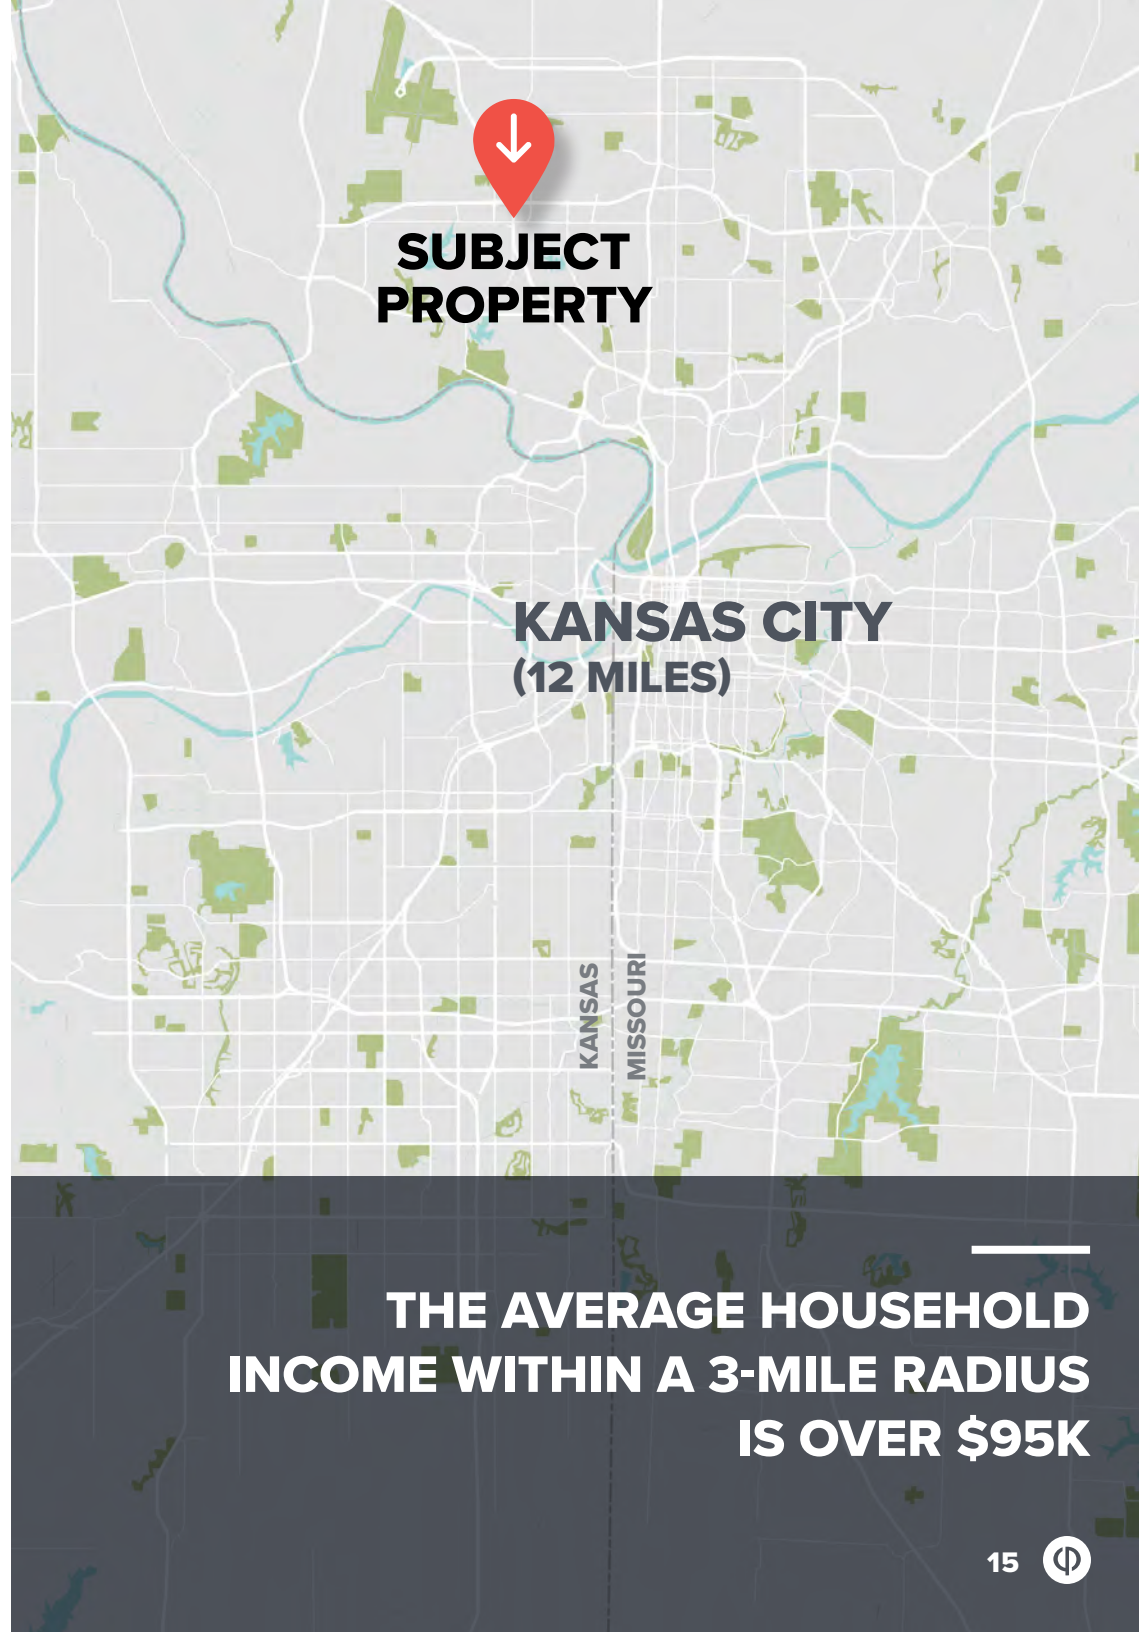 SUBJECT
PROPERTY
KANSAS CITY
(12 MILES)
KANSAS
MISSOURI
THE AVERAGE HOUSEHOLD
INCOME WITHIN A 3-MILE RADIUS
IS OVER $95K
15